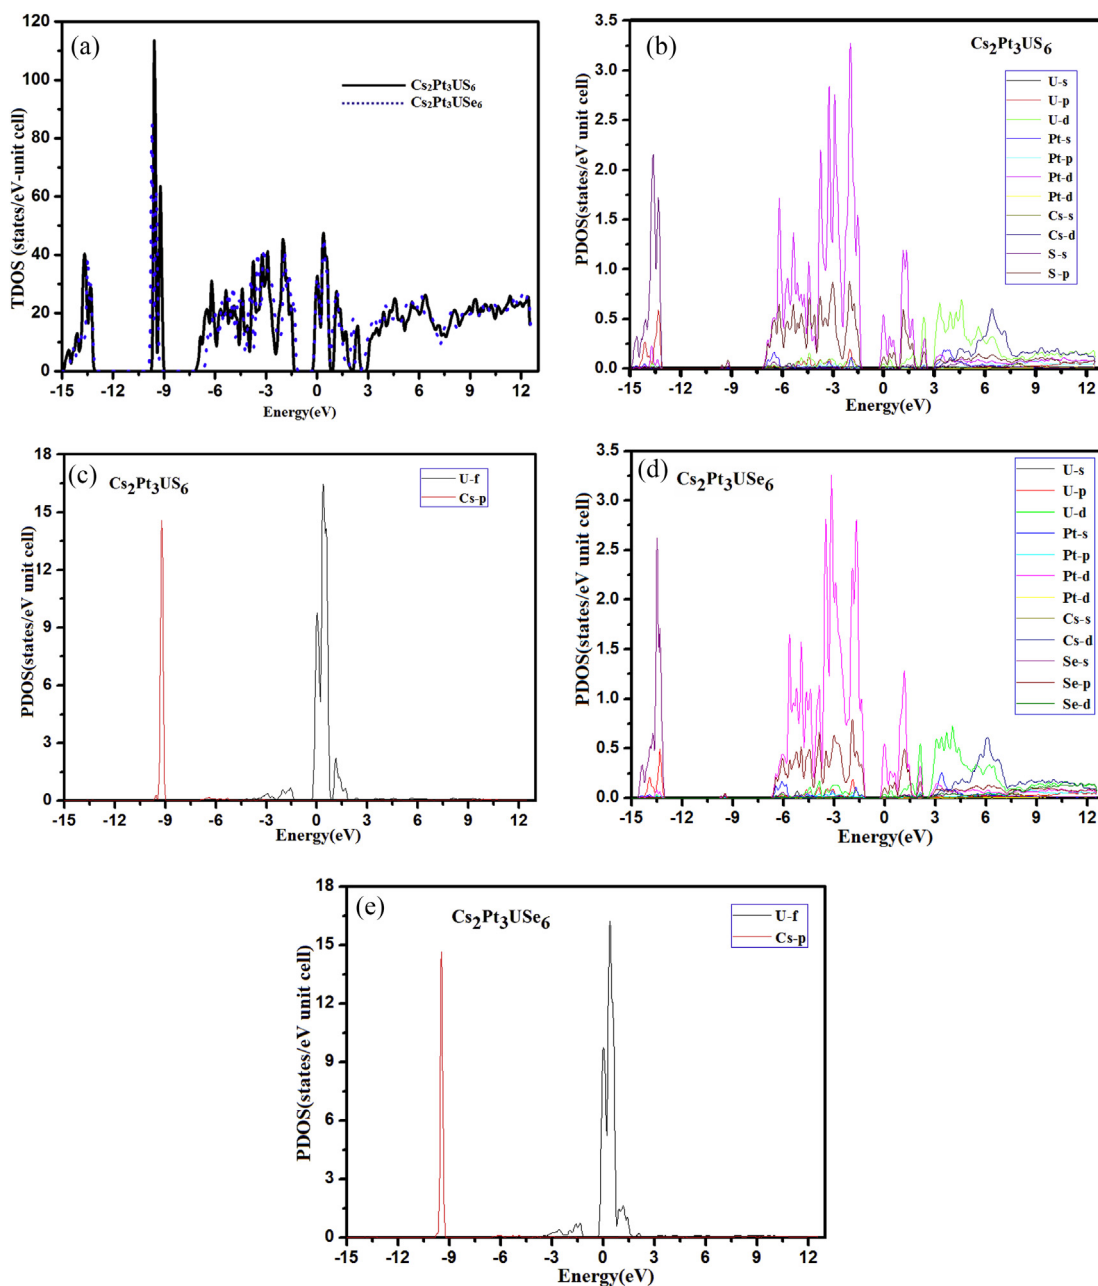 (a)
120
100
80
60
40
20
0
TDOS (states/eV-unit cell)
Cs2Pt3US6
Cs2Pt3USe6
-15 -12 -9 -6 -3 0 3 6 9 12
Energy(eV)
(b)
Cs2Pt3US6
3.5
3.0
2.5
2.0
1.5
1.0
0.5
0.0
PDOS(states/eV unit cell)
U-s
U-p
U-d
Pt-s
Pt-p
Pt-d
Pt-d
Cs-s
Cs-d
S-s
S-p
-15 -12 -9 -6 -3 0 3 6 9 12
Energy(eV)
(c)
Cs2Pt3US6
18
15
12
9
6
3
0
PDOS(states/eV unit cell)
U-f
Cs-p
-15 -12 -9 -6 -3 0 3 6 9 12
Energy(eV)
(d)
Cs2Pt3USe6
3.5
3.0
2.5
2.0
1.5
1.0
0.5
0.0
PDOS(states/eV unit cell)
U-s
U-p
U-d
Pt-s
Pt-p
Pt-d
Pt-d
Cs-s
Cs-d
Se-s
Se-p
Se-d
-15 -12 -9 -6 -3 0 3 6 9 12
Energy(eV)
(e)
Cs2Pt3USe6
18
15
12
9
6
3
0
PDOS(states/eV unit cell)
U-f
Cs-p
-15 -12 -9 -6 -3 0 3 6 9 12
Energy(eV)